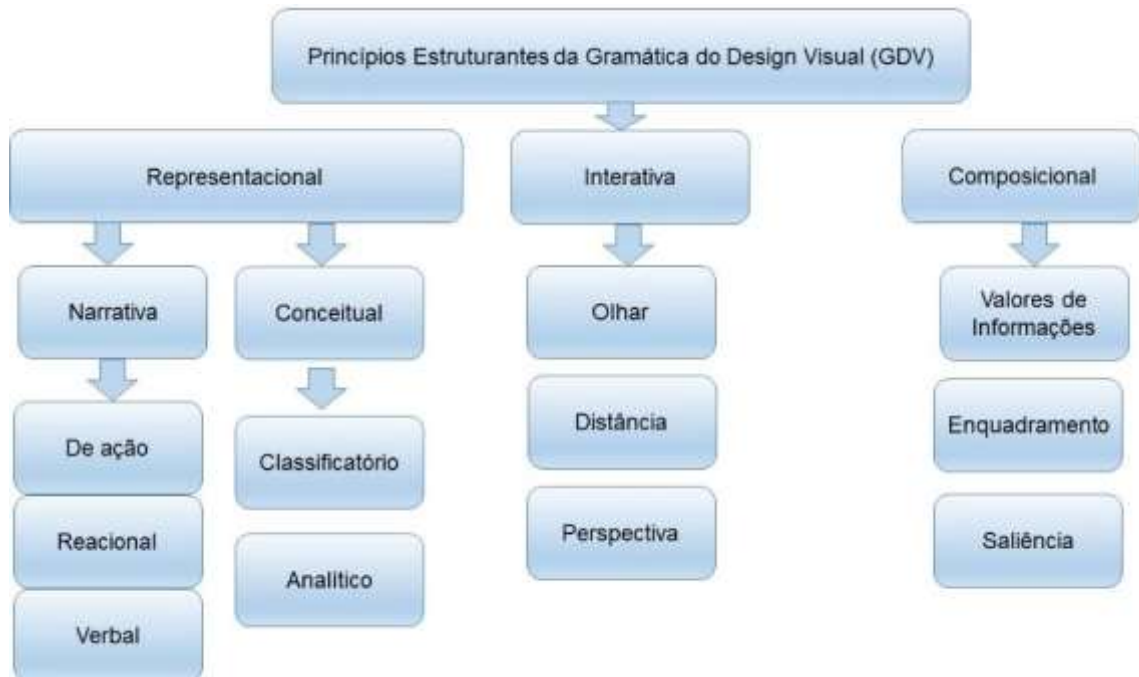 Princípios Estruturantes da Gramática do Design Visual (GDV)
Representacional
Interativa
Composicional
Narrativa
Conceitual
Olhar
Valores de
Informações
De ação
Classificatório
Distância
Enquadramento
Reacional
Analítico
Perspectiva
Saliência
Verbal